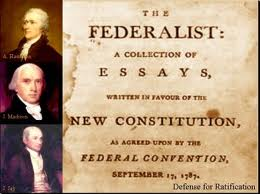 A. Hamilton
J. Madison
J. Jay
THE
FEDERALIST:
A COLLECTION OF
ESSAYS,
WRITTEN IN FAVOUR OF THE
NEW CONSTITUTION,
AS AGREED UPON BY THE
FEDERAL CONVENTION,
SEPTEMBER 17, 1787.
Defense for Ratification